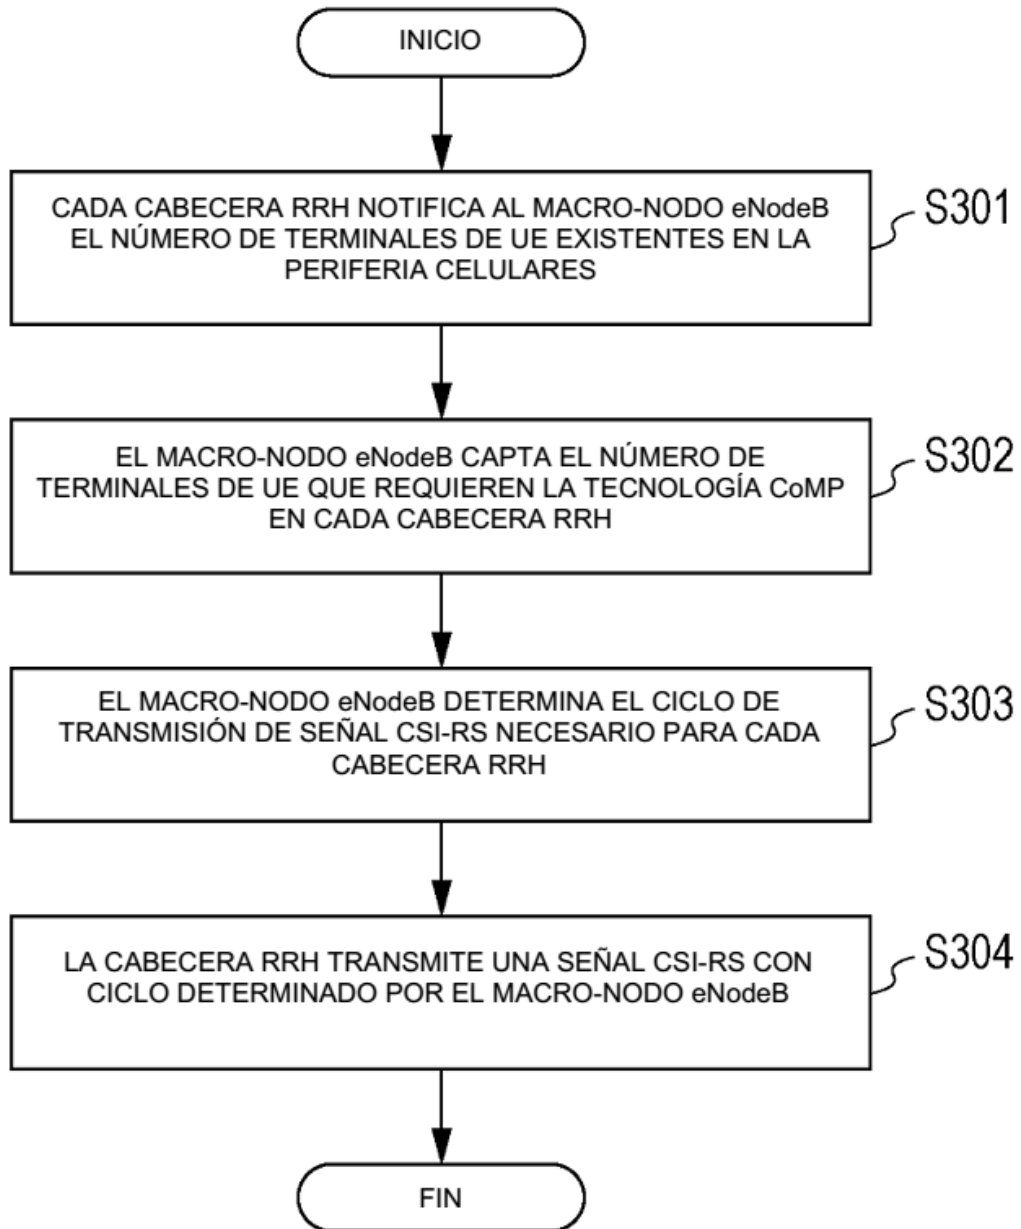 INICIO
CADA CABECERA RRH NOTIFICA AL MACRO-NODO eNodeB
EL NÚMERO DE TERMINALES DE UE EXISTENTES EN LA
PERIFERIA CELULARES
S301
EL MACRO-NODO eNodeB CAPTA EL NÚMERO DE
TERMINALES DE UE QUE REQUIEREN LA TECNOLOGÍA CoMP
EN CADA CABECERA RRH
S302
EL MACRO-NODO eNodeB DETERMINA EL CICLO DE
TRANSMISIÓN DE SEÑAL CSI-RS NECESARIO PARA CADA
CABECERA RRH
S303
LA CABECERA RRH TRANSMITE UNA SEÑAL CSI-RS CON
CICLO DETERMINADO POR EL MACRO-NODO eNodeB
S304
FIN